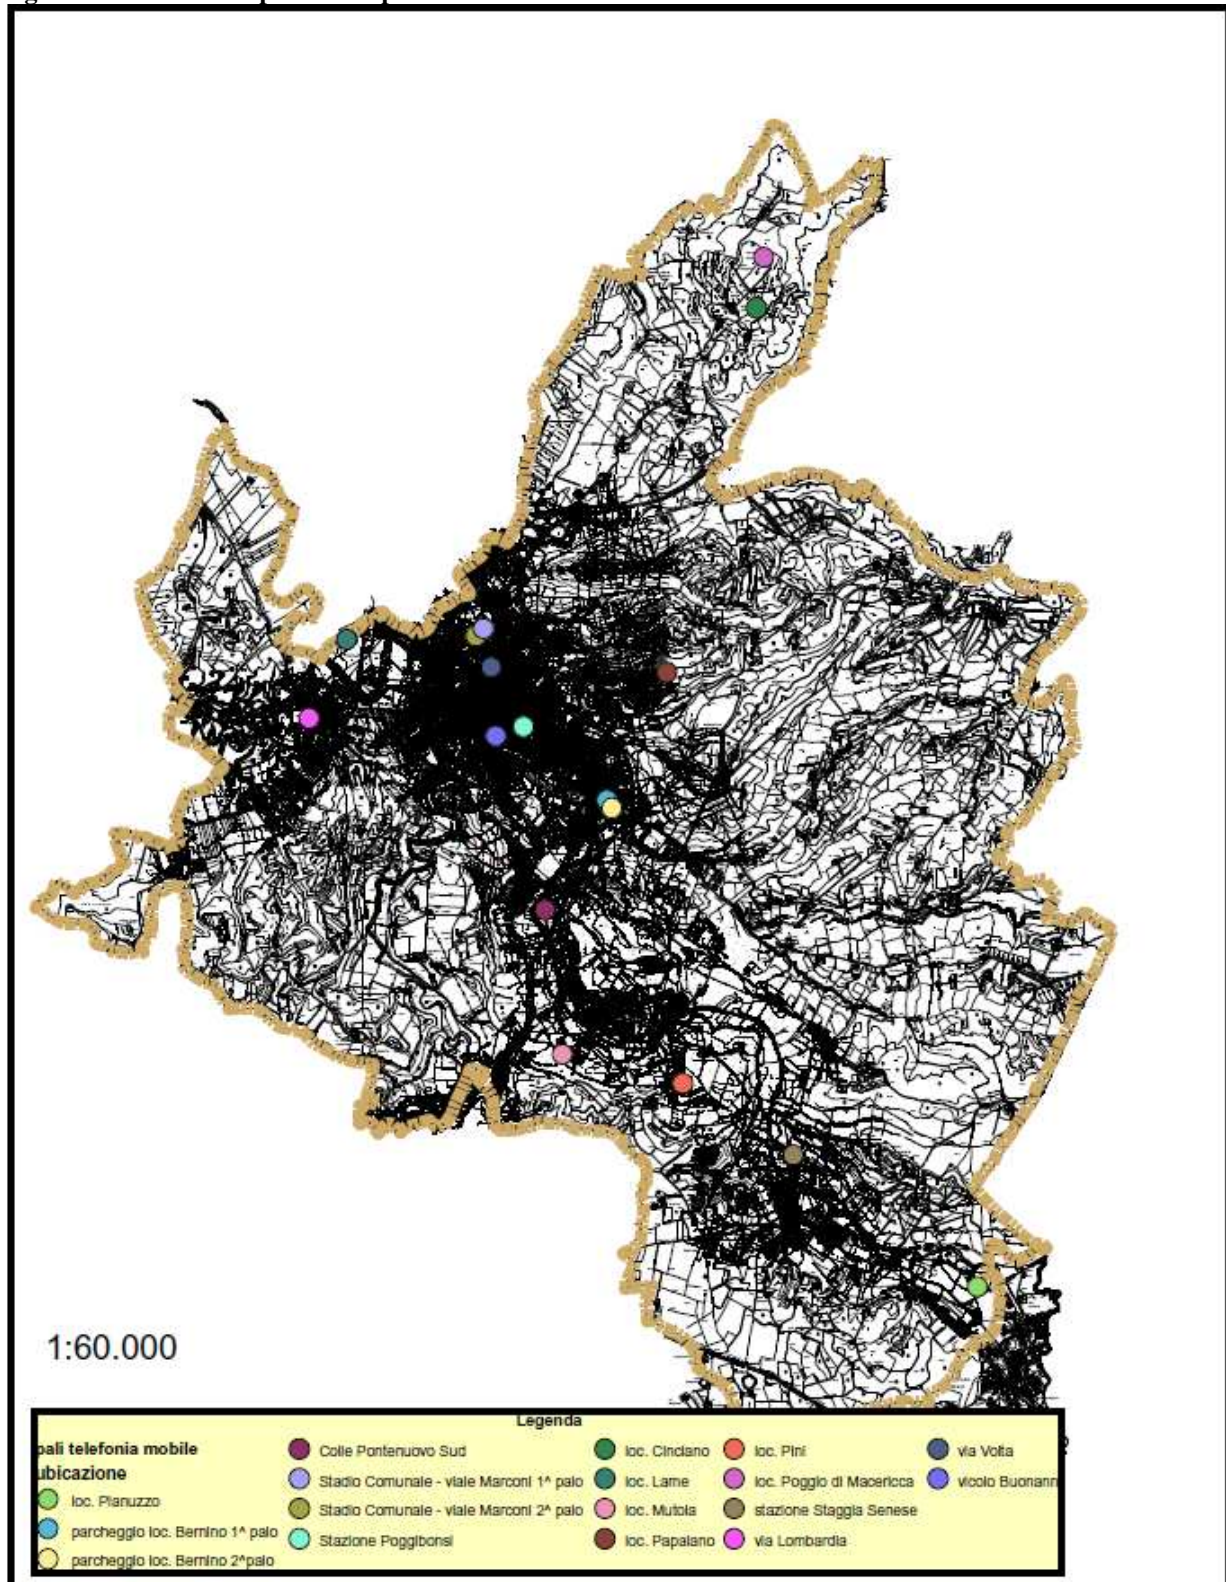 1:60.000
Legenda
pali telefonia mobile
ubicazione
loc. Pianuzzo
parcheggio loc. Bernino 1^ palo
parcheggio loc. Bernino 2^palo
Colle Pontenuovo Sud
Stadio Comunale - viale Marconi 1^ palo
Stadio Comunale - viale Marconi 2^ palo
Stazione Poggibonsi
loc. Cinciano
loc. Lame
loc. Mutola
loc. Papaiano
loc. Pini
loc. Poggio di Macericca
stazione Staggia Senese
via Lombardia
via Volta
vicolo Buonann